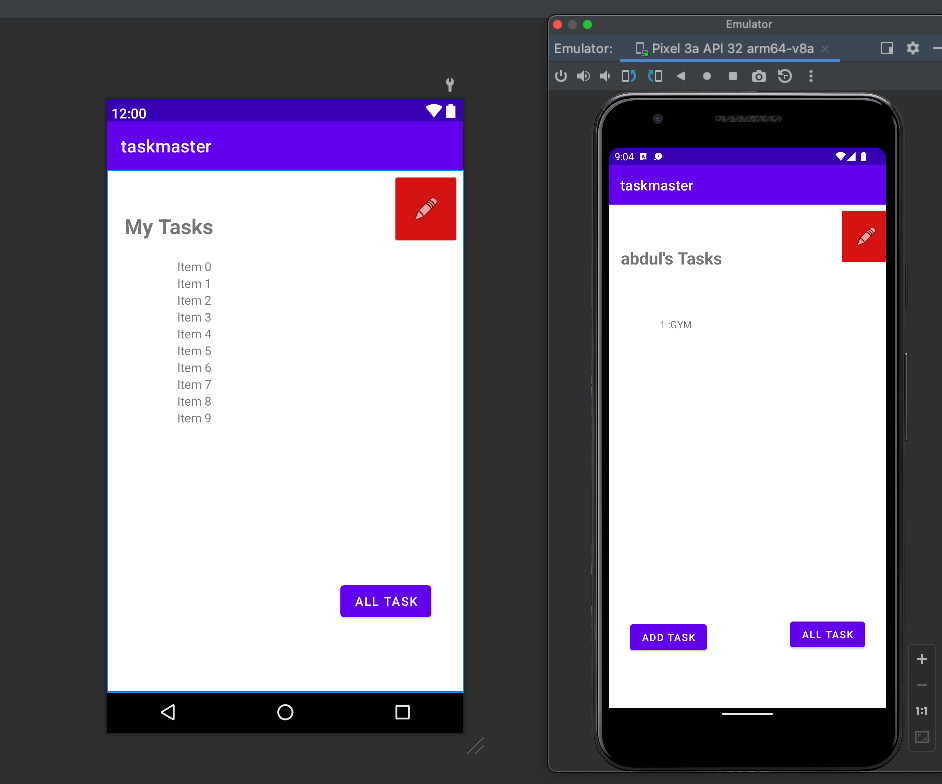 12:00
taskmaster
My Tasks
Item 0
Item 1
Item 2
Item 3
Item 4
Item 5
Item 6
Item 7
Item 8
Item 9
ALL TASK
Emulator
Emulator: Pixel 3a API 32 arm64-v8a
9:04
taskmaster
abdul's Tasks
1 :GYM
ADD TASK
ALL TASK
1:1